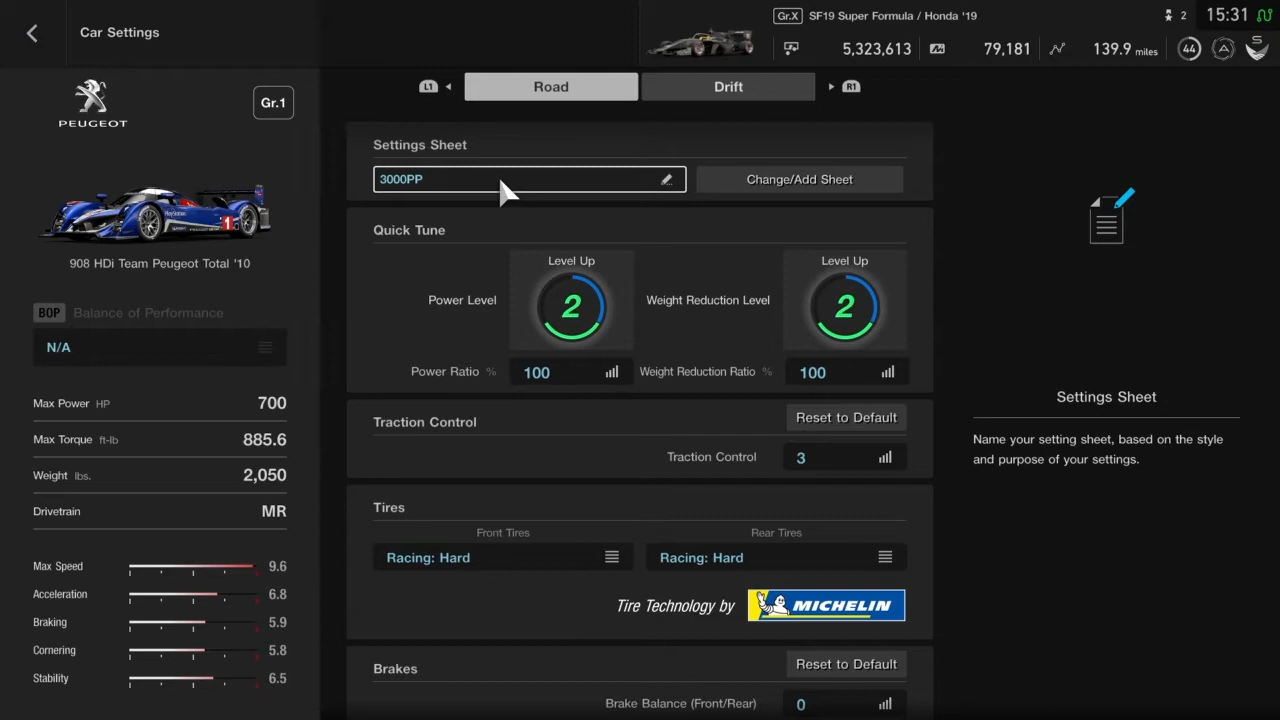 Car Settings
Gr.X SF19 Super Formula / Honda '19
2
15:31
5,323,613
79,181
139.9 miles
44
A
S
PEUGEOT
Gr.1
PlayStation
1
908 HDi Team Peugeot Total '10
BOP Balance of Performance
N/A
Max Power HP 700
Max Torque ft-lb 885.6
Weight lbs. 2,050
Drivetrain MR
Max Speed 9.6
Acceleration 6.8
Braking 5.9
Cornering 5.8
Stability 6.5
L1 Road Drift R1
Settings Sheet
3000PP
Change/Add Sheet
Quick Tune
Level Up Level Up
Power Level 2 Weight Reduction Level 2
Power Ratio % 100 Weight Reduction Ratio % 100
Traction Control Reset to Default
Traction Control 3
Tires
Front Tires Rear Tires
Racing: Hard Racing: Hard
Tire Technology by MICHELIN
Brakes Reset to Default
Brake Balance (Front/Rear) 0
Settings Sheet
Name your setting sheet, based on the style
and purpose of your settings.